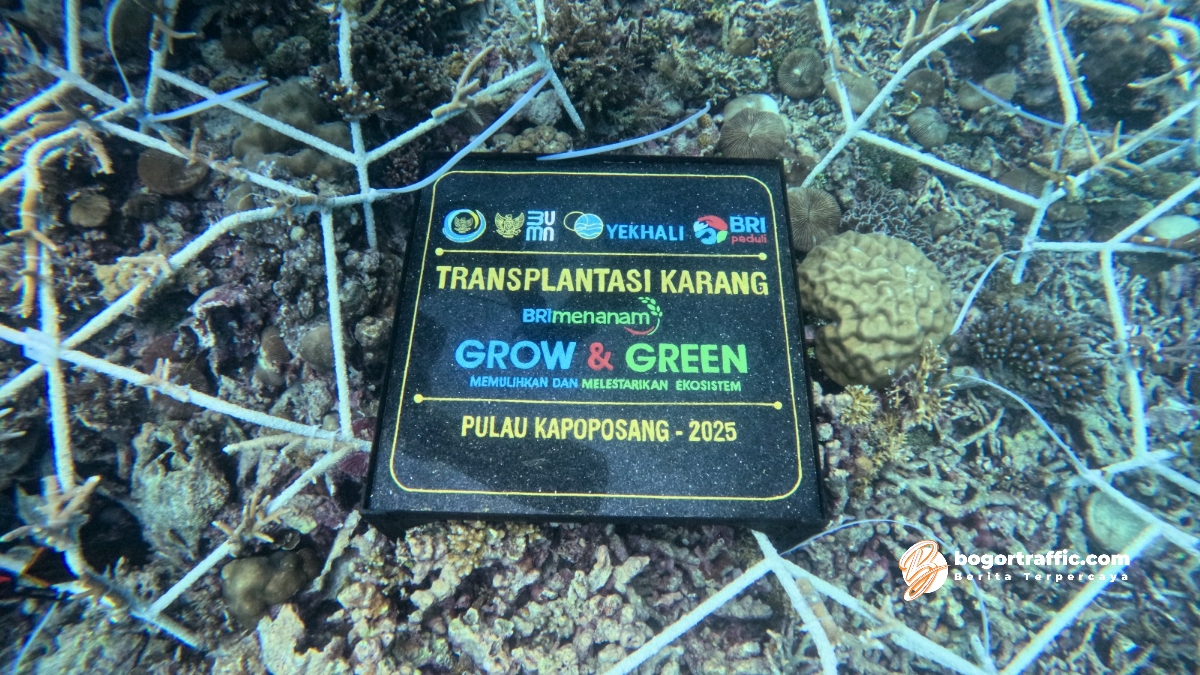 BUMN YEKHALI BRI peduli
TRANSPLANTASI KARANG
BRImenanam
GROW & GREEN
MEMULIHKAN DAN MELESTARIKAN EKOSISTEM
PULAU KAPOPOSANG - 2025
bogortraffic.com
Berita Terpercaya